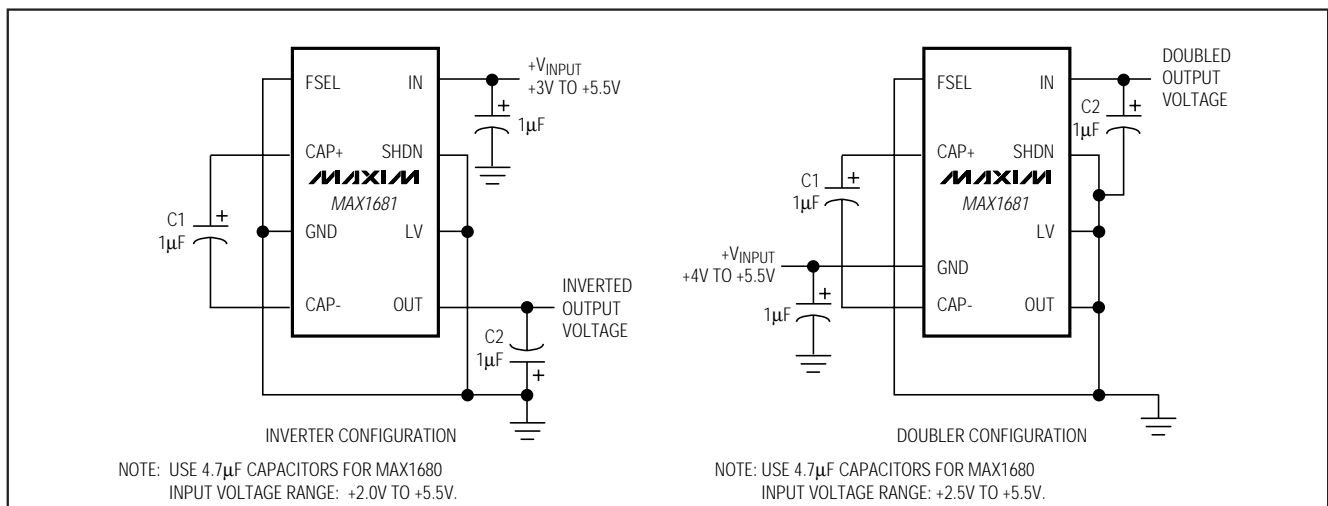 FSEL
IN
+VINPUT
+3V TO +5.5V
+
1µF
CAP+
SHDN
MAXIM
MAX1681
C1
1µF
+
GND
LV
CAP-
OUT
INVERTED
OUTPUT
VOLTAGE
C2
1µF
+
INVERTER CONFIGURATION
NOTE: USE 4.7µF CAPACITORS FOR MAX1680
INPUT VOLTAGE RANGE: +2.0V TO +5.5V.
FSEL
IN
DOUBLED
OUTPUT
VOLTAGE
C2
1µF
+
CAP+
SHDN
MAXIM
MAX1681
C1
1µF
+
LV
+VINPUT
+4V TO +5.5V
GND
+
1µF
CAP-
OUT
DOUBLER CONFIGURATION
NOTE: USE 4.7µF CAPACITORS FOR MAX1680
INPUT VOLTAGE RANGE: +2.5V TO +5.5V.